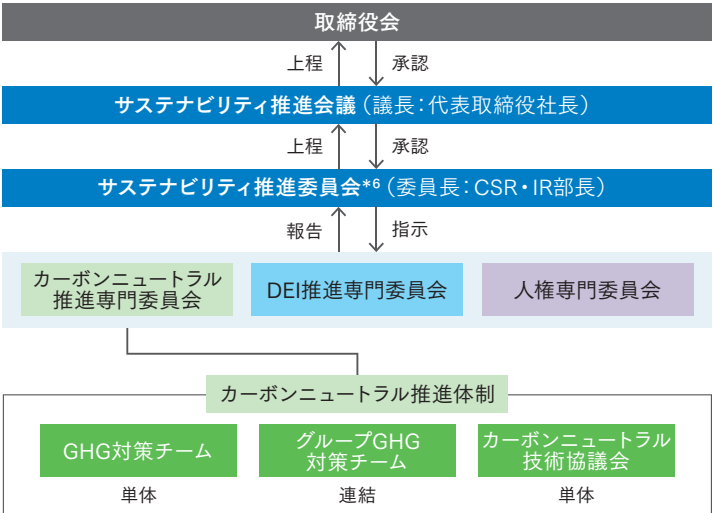 取締役会
上程 承認
サステナビリティ推進会議（議長：代表取締役社長）
上程 承認
サステナビリティ推進委員会*6（委員長：CSR・IR部長）
報告 指示
カーボンニュートラル
推進専門委員会
DEI推進専門委員会
人権専門委員会
カーボンニュートラル推進体制
GHG対策チーム
単体
グループGHG
対策チーム
連結
カーボンニュートラル
技術協議会
単体